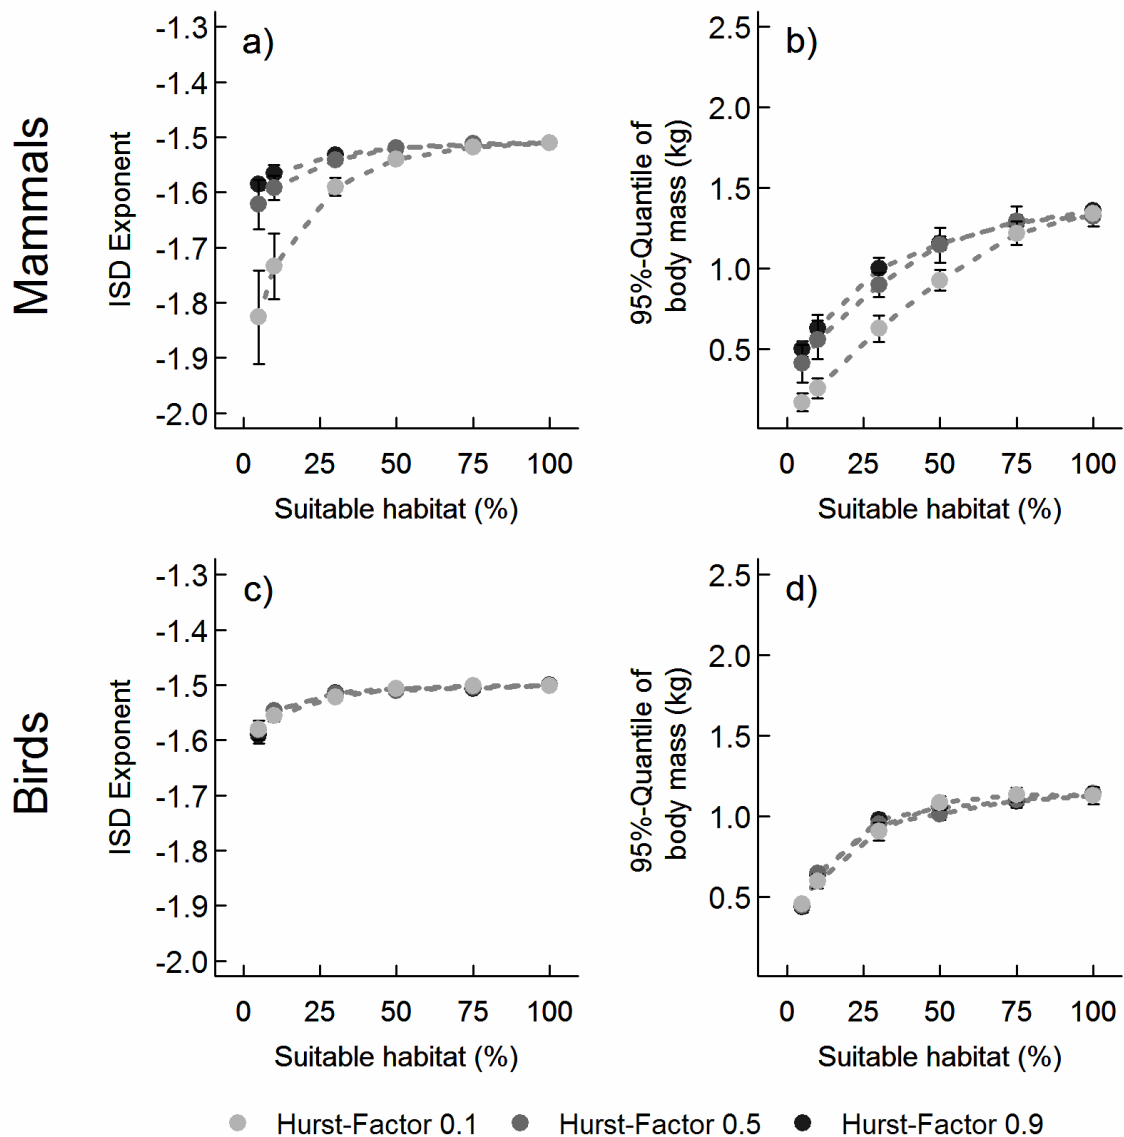 Mammals
a)
ISD Exponent
-1.3
-1.4
-1.5
-1.6
-1.7
-1.8
-1.9
-2.0
0 25 50 75 100
Suitable habitat (%)
b)
95%-Quantile of
body mass (kg)
2.5
2.0
1.5
1.0
0.5
0 25 50 75 100
Suitable habitat (%)
Birds
c)
ISD Exponent
-1.3
-1.4
-1.5
-1.6
-1.7
-1.8
-1.9
-2.0
0 25 50 75 100
Suitable habitat (%)
d)
95%-Quantile of
body mass (kg)
2.5
2.0
1.5
1.0
0.5
0 25 50 75 100
Suitable habitat (%)
Hurst-Factor 0.1 Hurst-Factor 0.5 Hurst-Factor 0.9